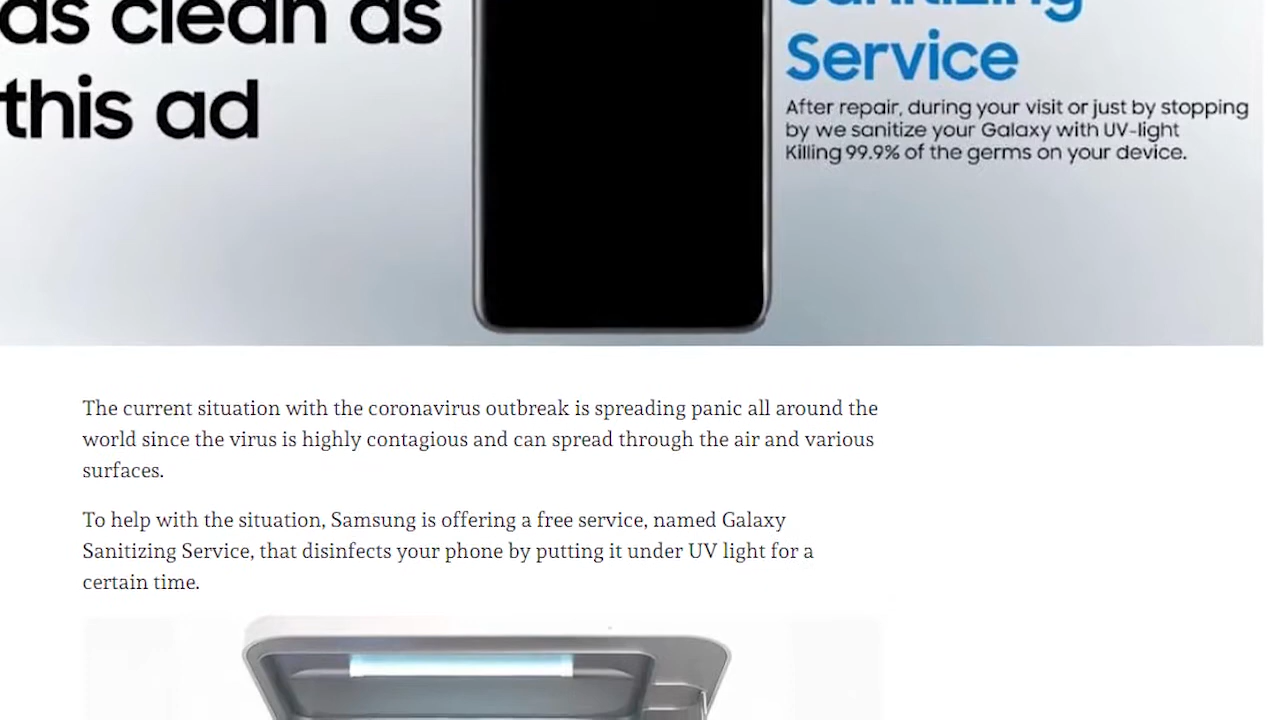 as clean as
this ad
Sanitizing
Service
After repair, during your visit or just by stopping
by we sanitize your Galaxy with UV-light
Killing 99.9% of the germs on your device.
The current situation with the coronavirus outbreak is spreading panic all around the
world since the virus is highly contagious and can spread through the air and various
surfaces.
To help with the situation, Samsung is offering a free service, named Galaxy
Sanitizing Service, that disinfects your phone by putting it under UV light for a
certain time.